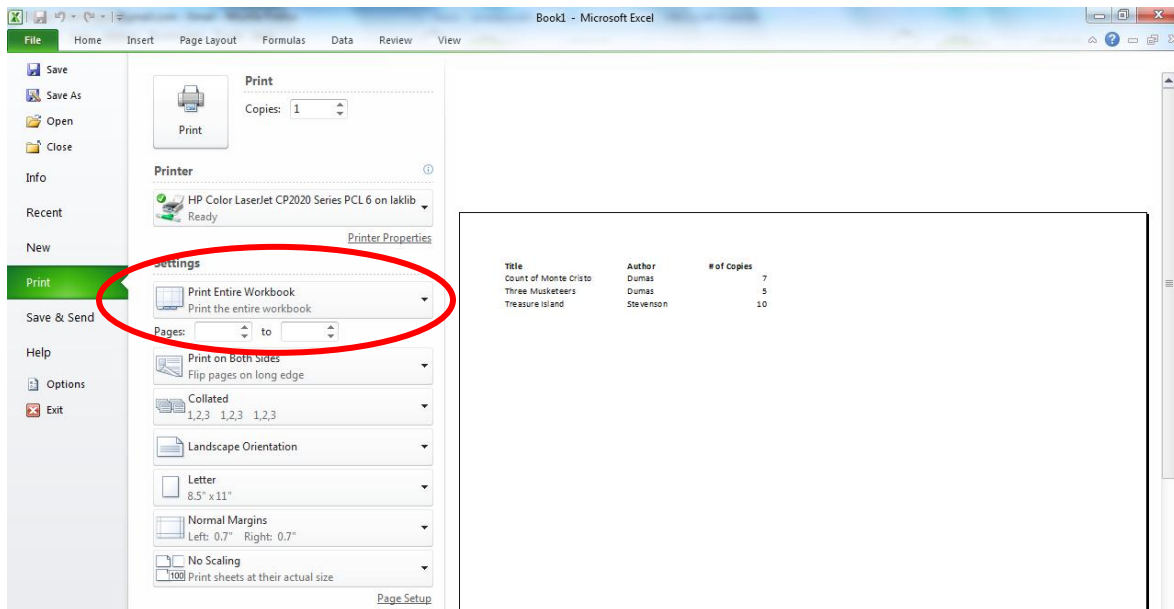 Book1 - Microsoft Excel
File Home Insert Page Layout Formulas Data Review View
Save
Save As
Open
Close
Info
Recent
New
Print
Save & Send
Help
Options
Exit
Print
Print
Copies: 1
Printer
HP Color LaserJet CP2020 Series PCL 6 on laklib
Ready
Printer Properties
Settings
Print Entire Workbook
Print the entire workbook
Pages: to
Print on Both Sides
Flip pages on long edge
Collated
1,2,3 1,2,3 1,2,3
Landscape Orientation
Letter
8.5" x 11"
Normal Margins
Left: 0.7" Right: 0.7"
No Scaling
100 Print sheets at their actual size
Page Setup
Title Author # of Copies
Count of Monte Cristo Dumas 7
Three Musketeers Dumas 5
Treasure Island Stevenson 10